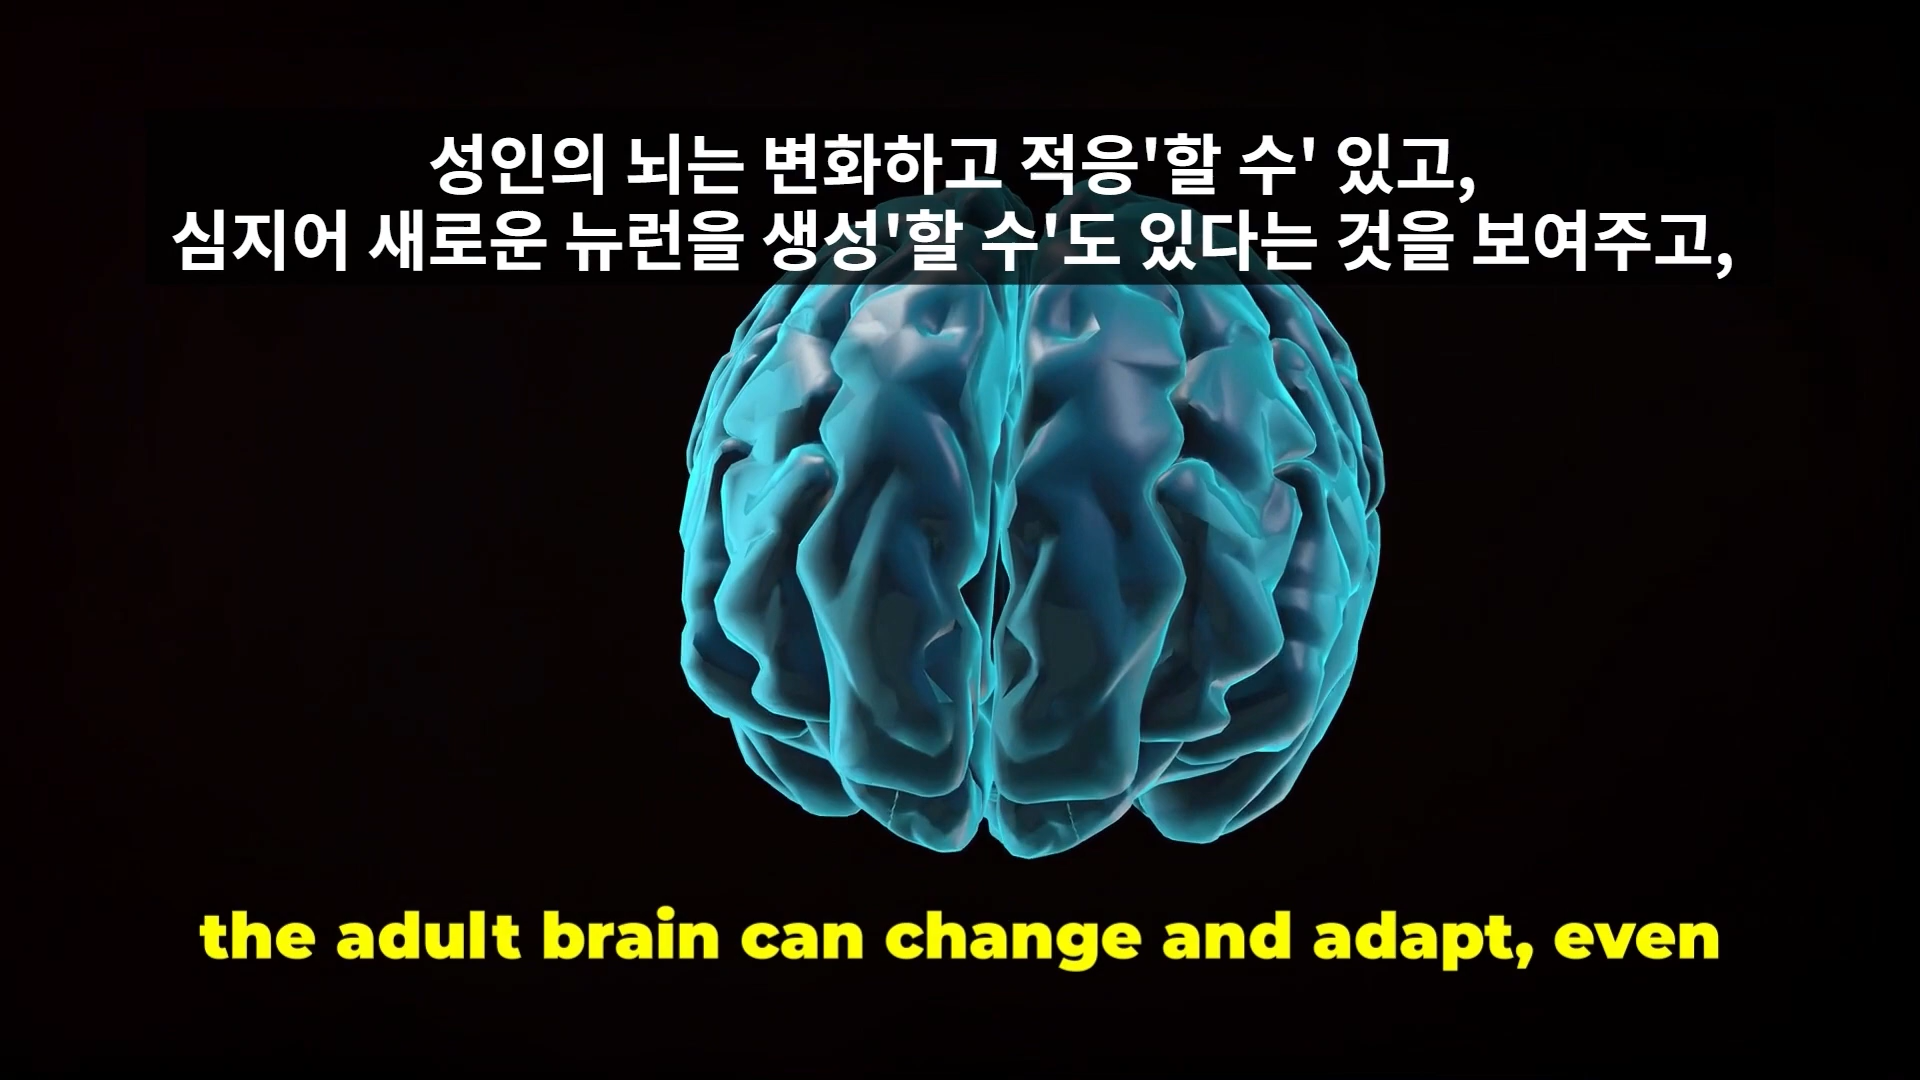 성인의 뇌는 변화하고 적응'할 수' 있고,
심지어 새로운 뉴런을 생성'할 수'도 있다는 것을 보여주고,
the adult brain can change and adapt, even